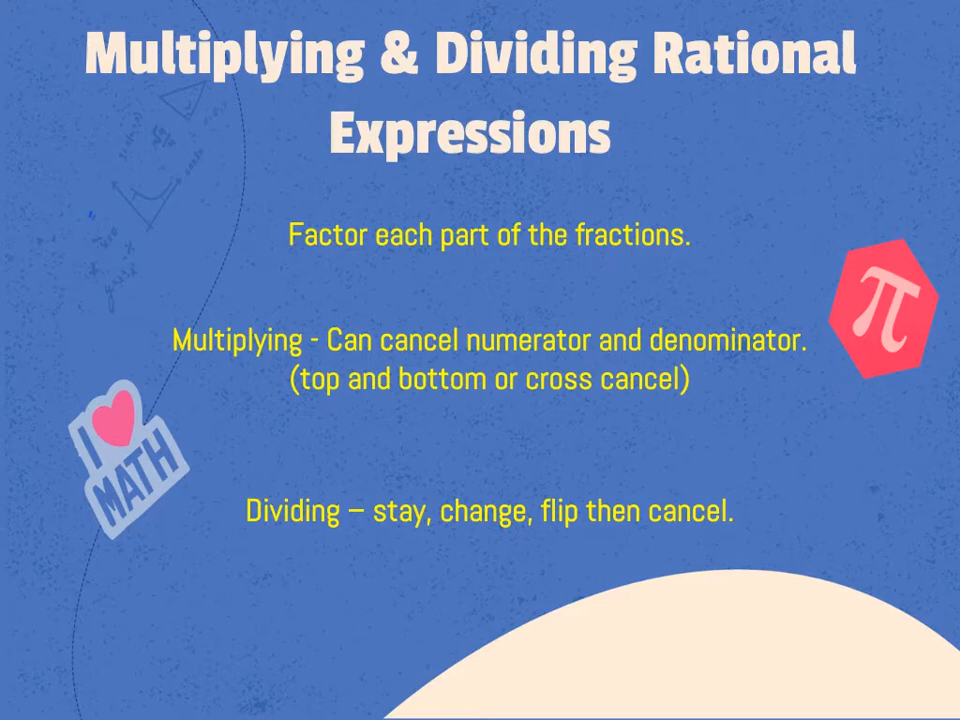 Multiplying & Dividing Rational
Expressions
Factor each part of the fractions.
Multiplying - Can cancel numerator and denominator.
(top and bottom or cross cancel)
π
I
MATH
Dividing – stay, change, flip then cancel.